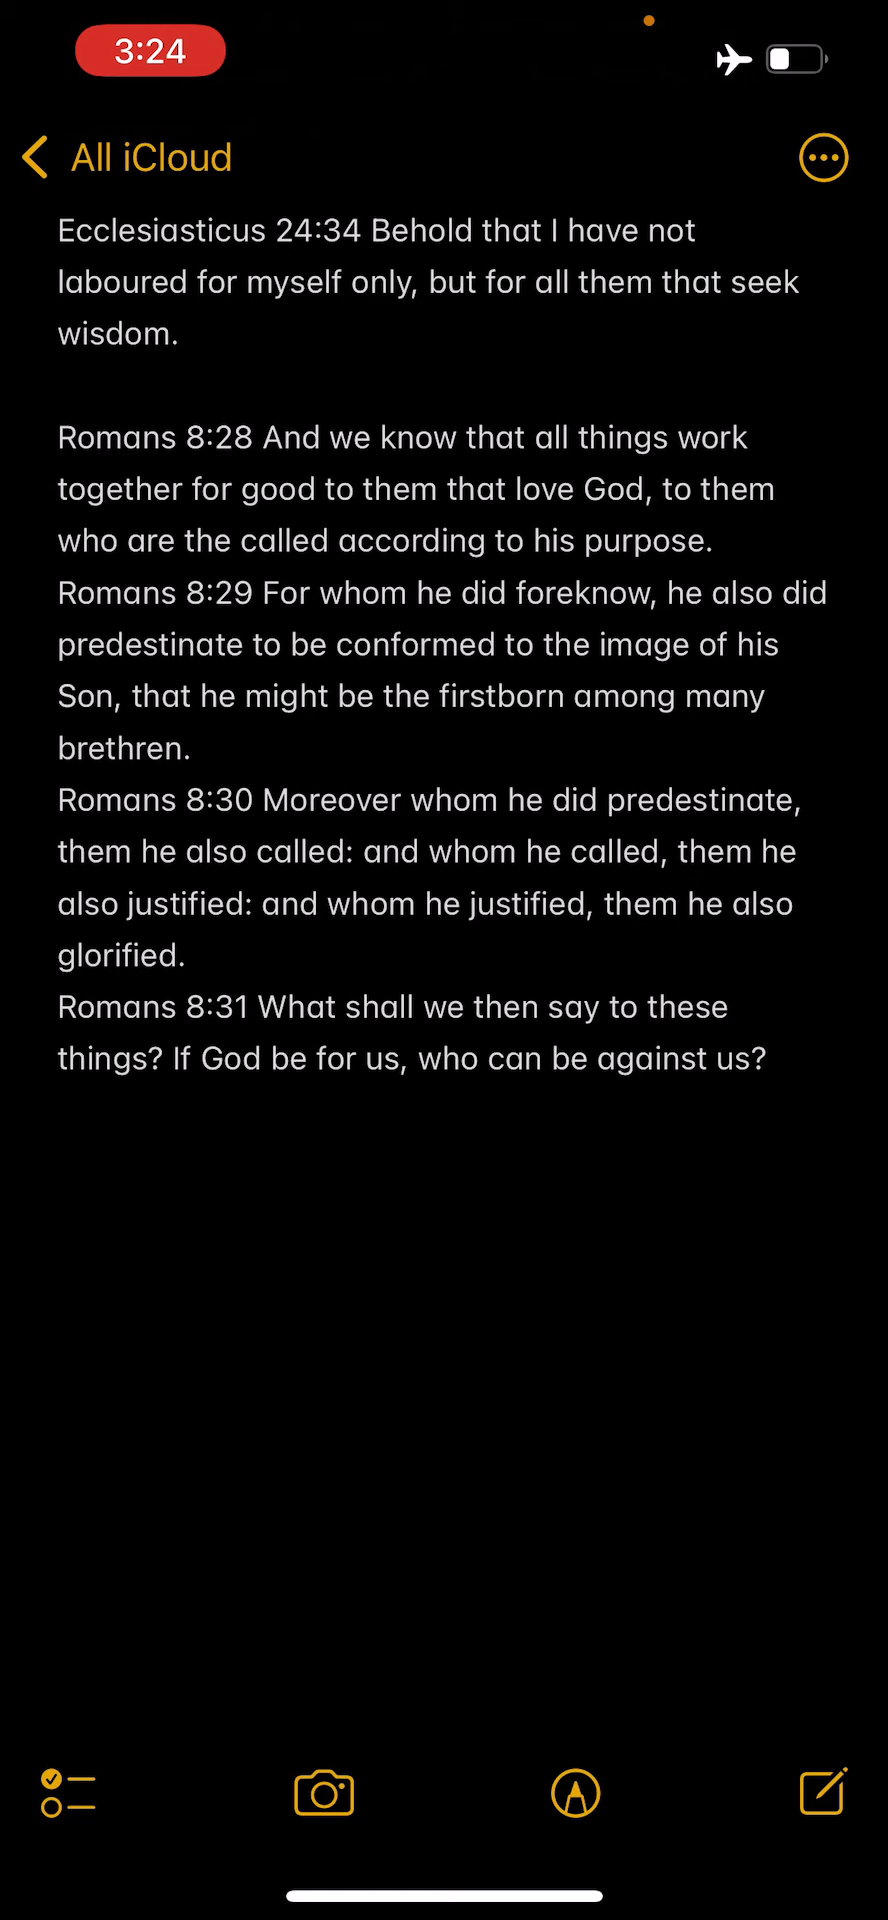 3:24
All iCloud
Ecclesiasticus 24:34 Behold that I have not
laboured for myself only, but for all them that seek
wisdom.
Romans 8:28 And we know that all things work
together for good to them that love God, to them
who are the called according to his purpose.
Romans 8:29 For whom he did foreknow, he also did
predestinate to be conformed to the image of his
Son, that he might be the firstborn among many
brethren.
Romans 8:30 Moreover whom he did predestinate,
them he also called: and whom he called, them he
also justified: and whom he justified, them he also
glorified.
Romans 8:31 What shall we then say to these
things? If God be for us, who can be against us?